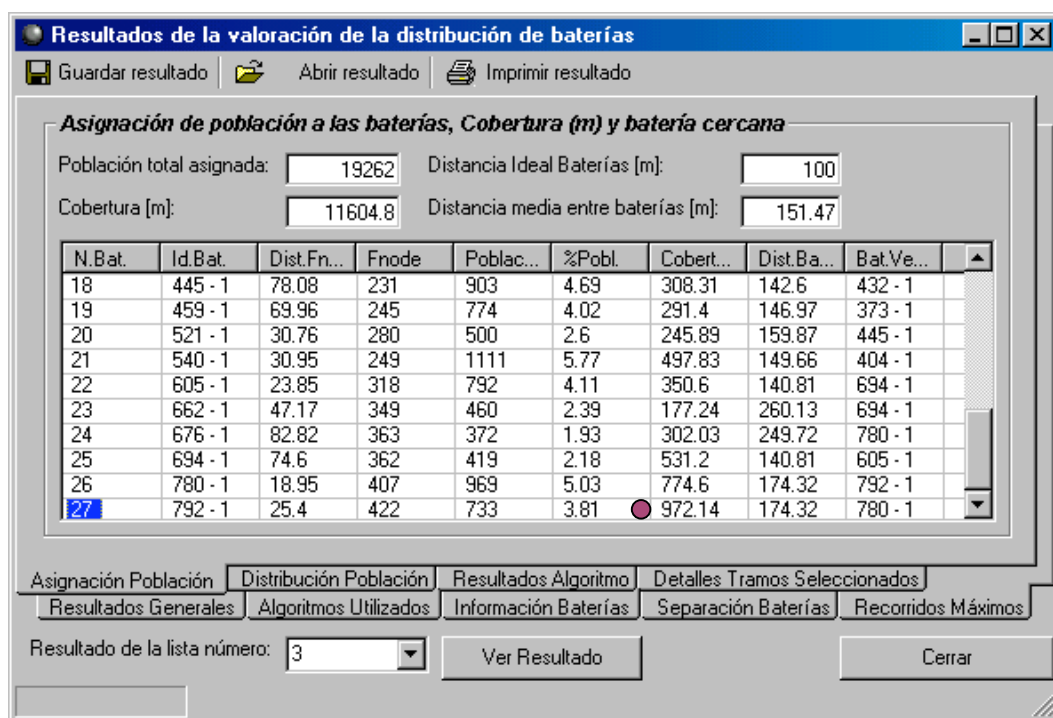 Resultados de la valoración de la distribución de baterías
Guardar resultado Abrir resultado Imprimir resultado
Asignación de población a las baterías, Cobertura (m) y batería cercana
Población total asignada: 19262 Distancia Ideal Baterías [m]: 100
Cobertura [m]: 11604.8 Distancia media entre baterías [m]: 151.47
N.Bat. Id.Bat. Dist.Fn... Fnode Poblac... %Pobl. Cobert... Dist.Ba... Bat.Ve...
18 445 - 1 78.08 231 903 4.69 308.31 142.6 432 - 1
19 459 - 1 69.96 245 774 4.02 291.4 146.97 373 - 1
20 521 - 1 30.76 280 500 2.6 245.89 159.87 445 - 1
21 540 - 1 30.95 249 1111 5.77 497.83 149.66 404 - 1
22 605 - 1 23.85 318 792 4.11 350.6 140.81 694 - 1
23 662 - 1 47.17 349 460 2.39 177.24 260.13 694 - 1
24 676 - 1 82.82 363 372 1.93 302.03 249.72 780 - 1
25 694 - 1 74.6 362 419 2.18 531.2 140.81 605 - 1
26 780 - 1 18.95 407 969 5.03 774.6 174.32 792 - 1
27 792 - 1 25.4 422 733 3.81 972.14 174.32 780 - 1
Asignación Población Distribución Población Resultados Algoritmo Detalles Tramos Seleccionados
Resultados Generales Algoritmos Utilizados Información Baterías Separación Baterías Recorridos Máximos
Resultado de la lista número: 3 Ver Resultado Cerrar